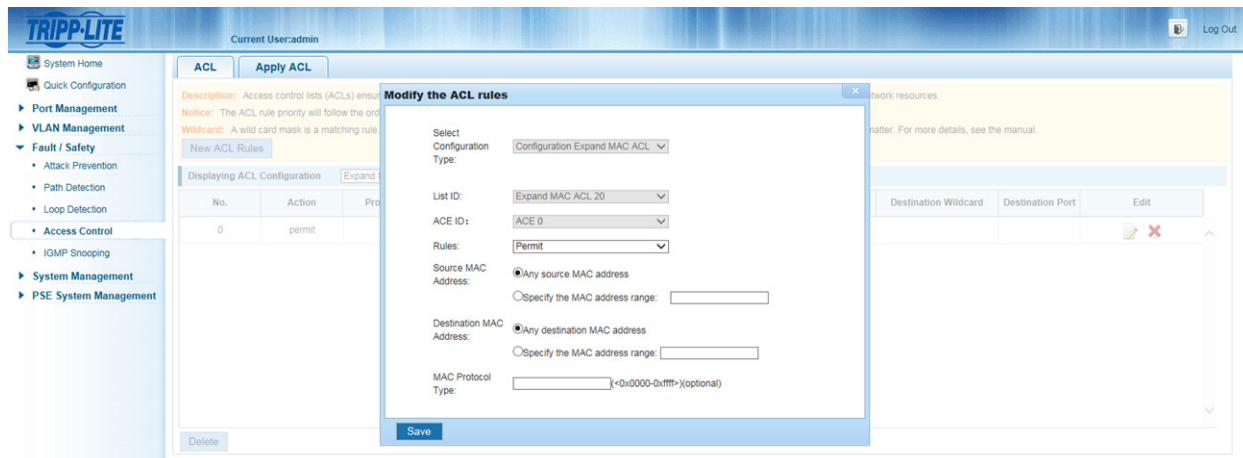 TRIPP·LITE
Current User:admin
Log Out
System Home
Quick Configuration
Port Management
VLAN Management
Fault / Safety
Attack Prevention
Path Detection
Loop Detection
Access Control
IGMP Snooping
System Management
PSE System Management
ACL
Apply ACL
Description: Access control lists (ACLs) ensur
twork resources.
Notice: The ACL rule priority will follow the ord
Wildcard: A wild card mask is a matching rule.
natter. For more details, see the manual.
New ACL Rules
Displaying ACL Configuration
Expand
No.
Action
Pro
Destination Wildcard
Destination Port
Edit
0
permit
Delete
Modify the ACL rules
Select
Configuration
Type:
Configuration Expand MAC ACL
List ID:
Expand MAC ACL 20
ACE ID:
ACE 0
Rules:
Permit
Source MAC
Address:
Any source MAC address
Specify the MAC address range:
Destination MAC
Address:
Any destination MAC address
Specify the MAC address range:
MAC Protocol
Type:
(<0x0000-0xffff>)(optional)
Save